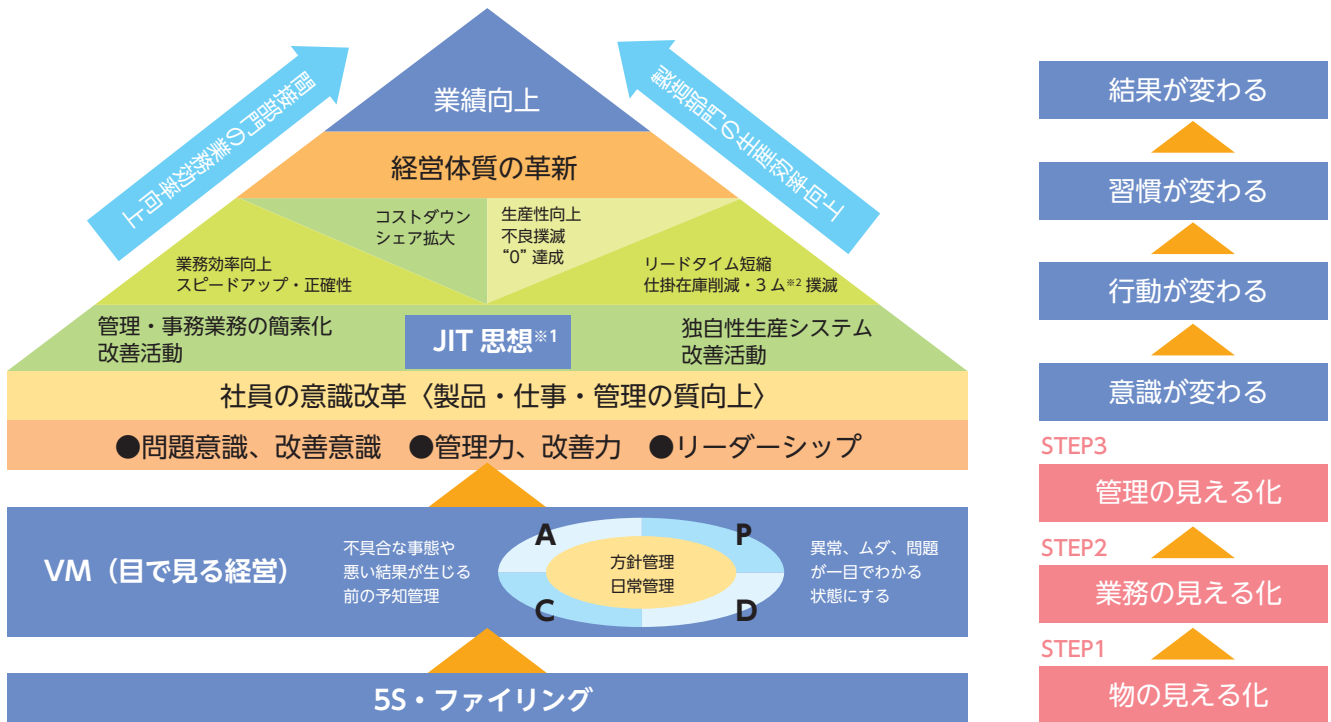 業績向上
間接部門の業務効率向上
製造部門の生産効率向上
経営体質の革新
コストダウン
シェア拡大
生産性向上
不良撲滅
“0” 達成
業務効率向上
スピードアップ・正確性
リードタイム短縮
仕掛在庫削減・3 ム※2 撲滅
管理・事務業務の簡素化
改善活動
JIT 思想※1
独自性生産システム
改善活動
社員の意識改革〈製品・仕事・管理の質向上〉
●問題意識、改善意識 ●管理力、改善力 ●リーダーシップ
VM（目で見る経営）
不具合な事態や
悪い結果が生じる
前の予知管理
A
P
方針管理
日常管理
C
D
異常、ムダ、問題
が一目でわかる
状態にする
5S・ファイリング
結果が変わる
習慣が変わる
行動が変わる
意識が変わる
STEP3
管理の見える化
STEP2
業務の見える化
STEP1
物の見える化